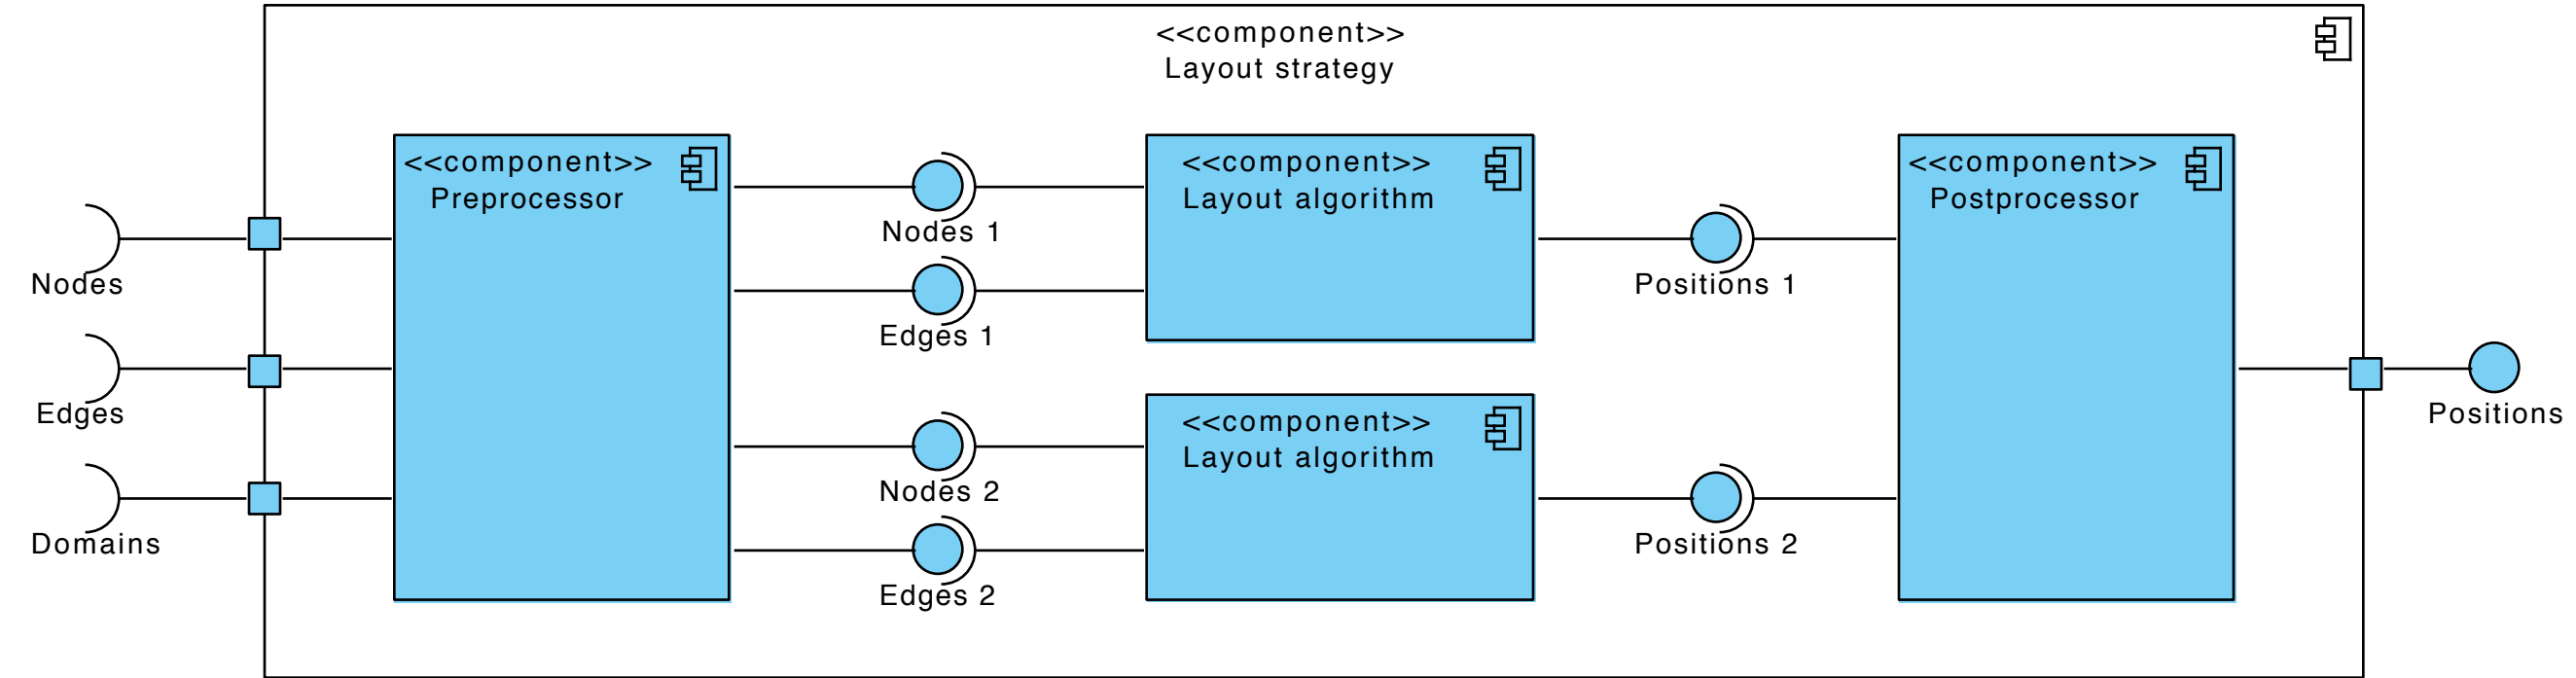 <<component>>
Layout strategy
<<component>>
Preprocessor
<<component>>
Layout algorithm
<<component>>
Postprocessor
Nodes 1
Nodes
Positions 1
Edges 1
Edges
<<component>>
Layout algorithm
Positions
Nodes 2
Domains
Positions 2
Edges 2